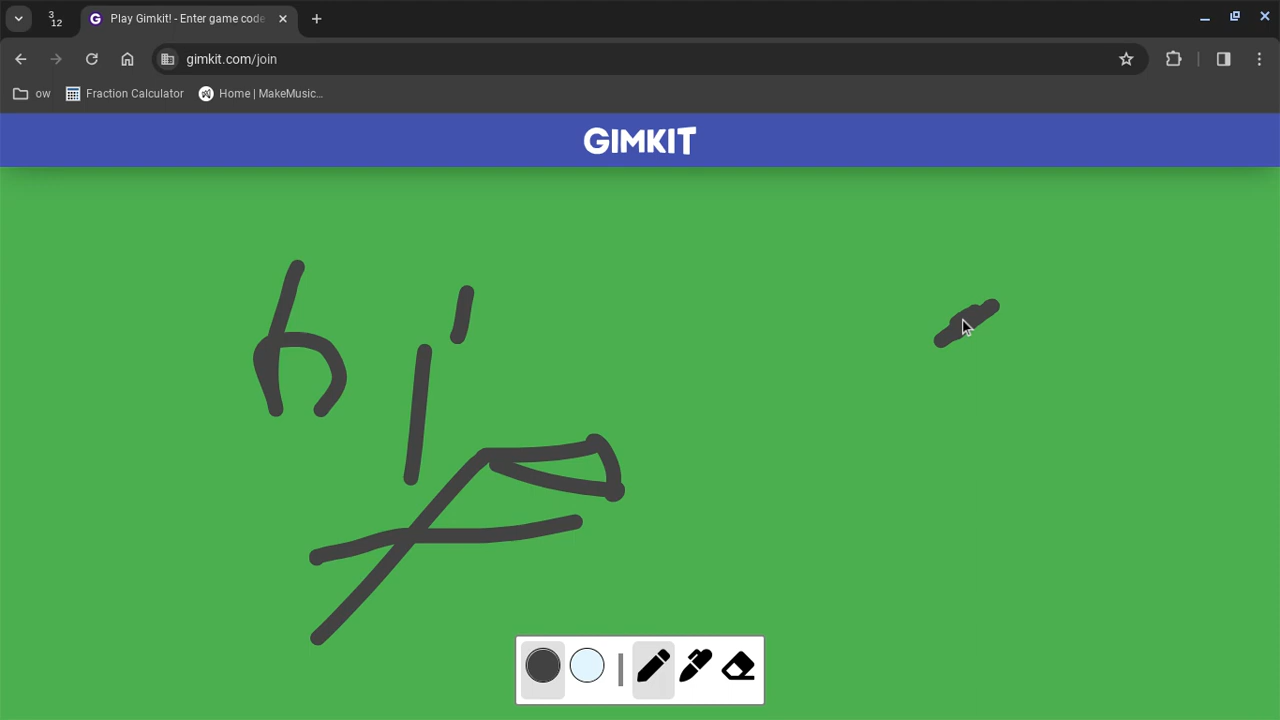 3
12
Play Gimkit! - Enter game code
gimkit.com/join
ow Fraction Calculator Home | MakeMusic...
GIMKIT
hi